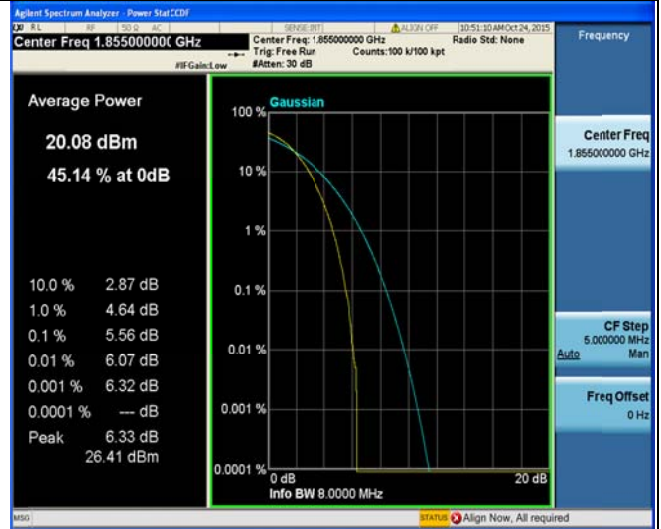 Agilent Spectrum Analyzer - Power Stat CCDF
RL RF 50 Ω AC SENSE:INT ALIGN OFF 10:51:10 AM Oct 24, 2015
Center Freq 1.855000000 GHz
Center Freq: 1.855000000 GHz Radio Std: None
Trig: Free Run Counts:100 k/100 kpt
#IFGain:Low #Atten: 30 dB
Frequency
Average Power
20.08 dBm
45.14 % at 0dB
10.0 % 2.87 dB
1.0 % 4.64 dB
0.1 % 5.56 dB
0.01 % 6.07 dB
0.001 % 6.32 dB
0.0001 % --- dB
Peak 6.33 dB
26.41 dBm
Gaussian
100 %
10 %
1 %
0.1 %
0.01 %
0.001 %
0.0001 %
0 dB 20 dB
Info BW 8.0000 MHz
Center Freq
1.855000000 GHz
CF Step
5.000000 MHz
Auto Man
Freq Offset
0 Hz
MSG STATUS Align Now, All required